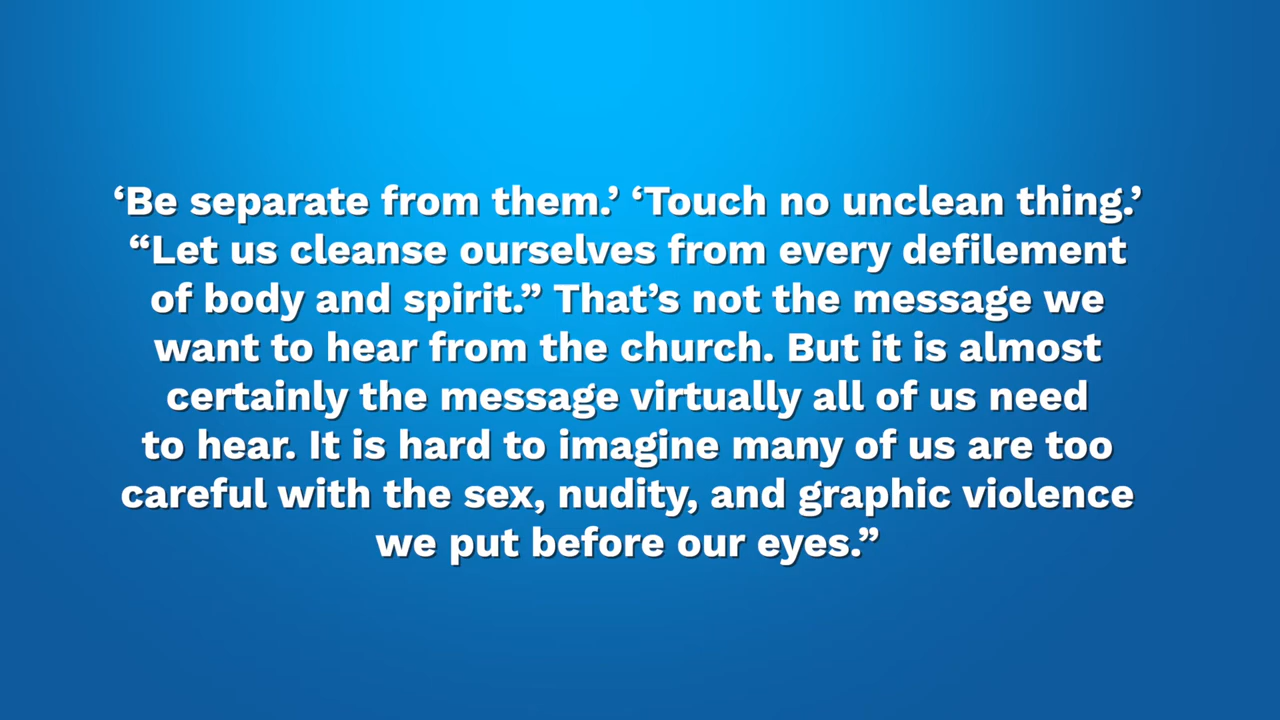 ‘Be separate from them.’ ‘Touch no unclean thing.’
“Let us cleanse ourselves from every defilement
of body and spirit.” That’s not the message we
want to hear from the church. But it is almost
certainly the message virtually all of us need
to hear. It is hard to imagine many of us are too
careful with the sex, nudity, and graphic violence
we put before our eyes.”